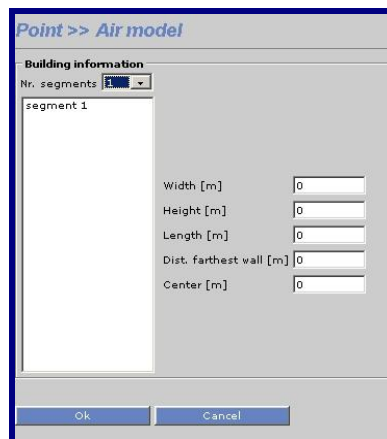 Point >> Air model
Building information
Nr. segments 1
segment 1
Width [m] 0
Height [m] 0
Length [m] 0
Dist. farthest wall [m] 0
Center [m] 0
Ok Cancel